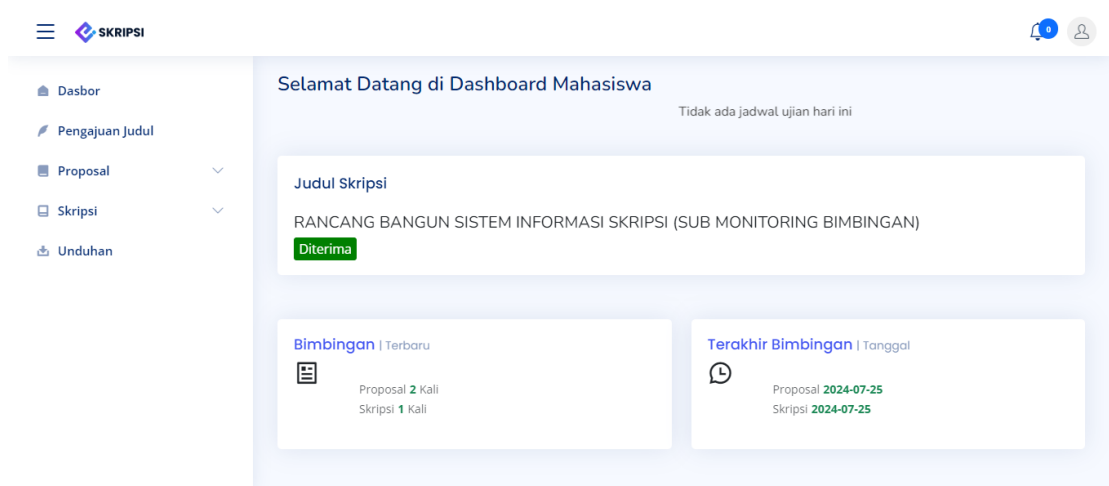 SKRIPSI
0
Dasbor
Pengajuan Judul
Proposal
Skripsi
Unduhan
Selamat Datang di Dashboard Mahasiswa
Tidak ada jadwal ujian hari ini
Judul Skripsi
RANCANG BANGUN SISTEM INFORMASI SKRIPSI (SUB MONITORING BIMBINGAN)
Diterima
Bimbingan | Terbaru
Proposal 2 Kali
Skripsi 1 Kali
Terakhir Bimbingan | Tanggal
Proposal 2024-07-25
Skripsi 2024-07-25